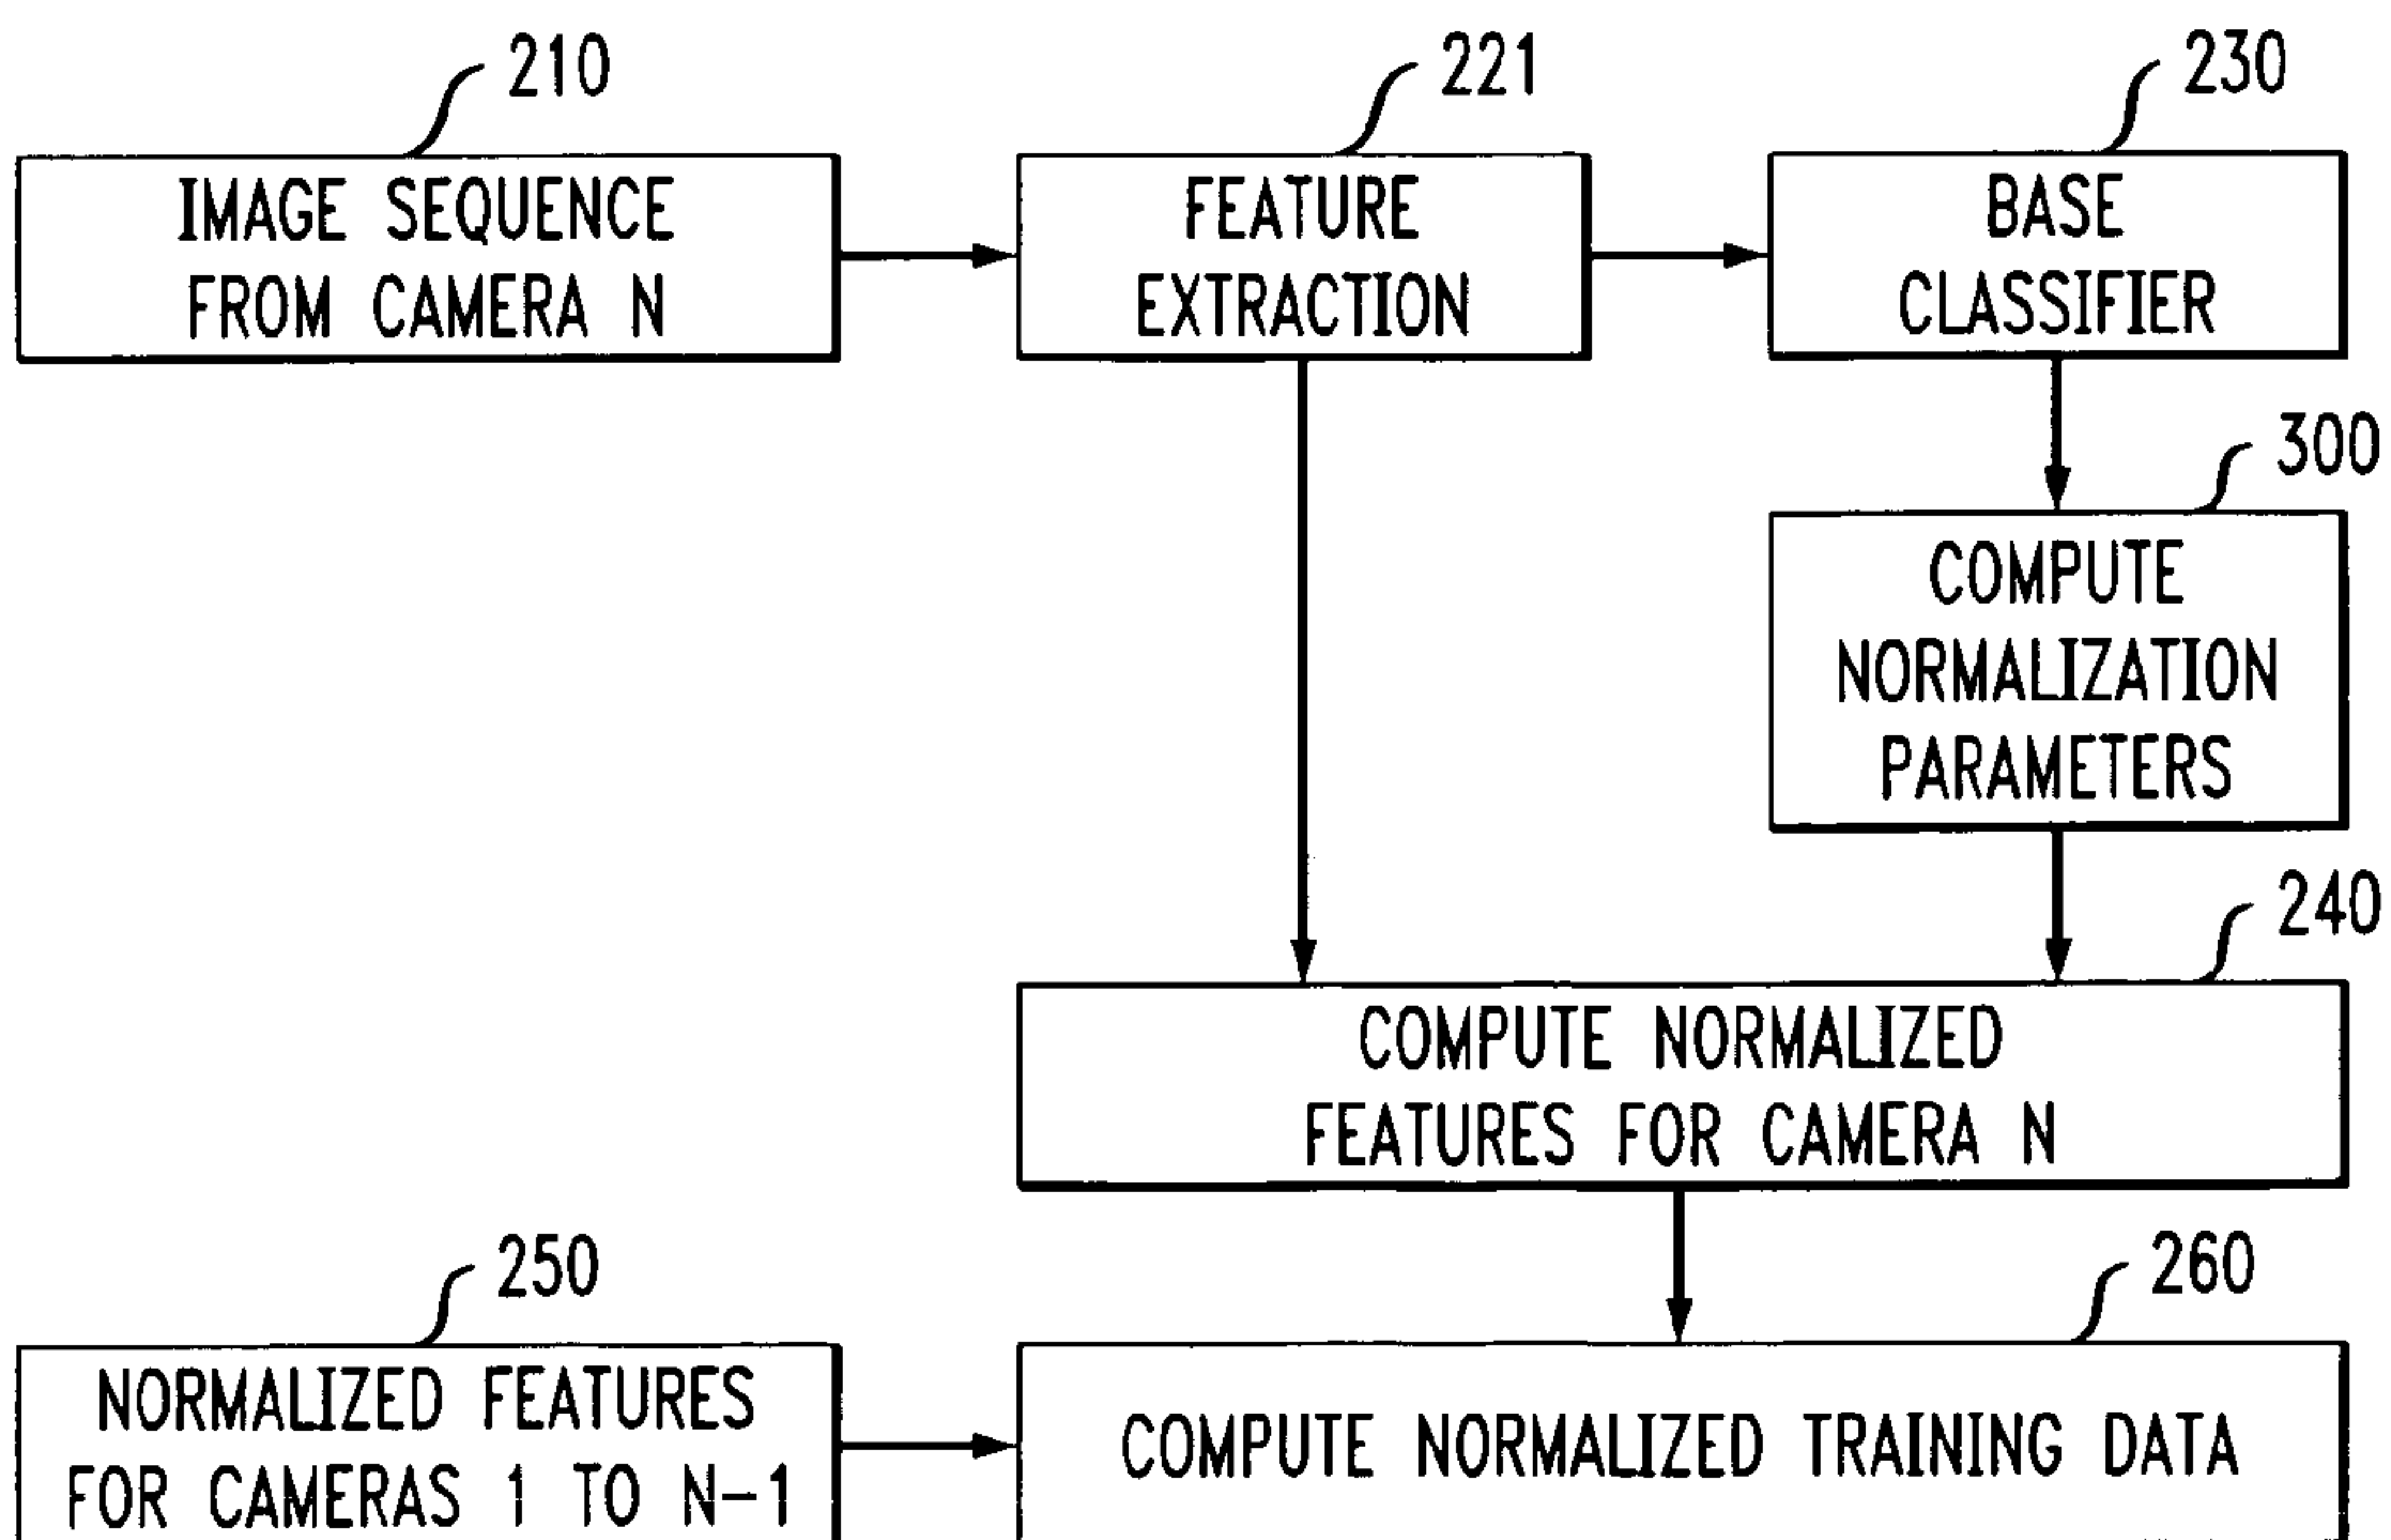 210
221
230
IMAGE SEQUENCE
FROM CAMERA N
FEATURE
EXTRACTION
BASE
CLASSIFIER
300
COMPUTE
NORMALIZATION
PARAMETERS
240
COMPUTE NORMALIZED
FEATURES FOR CAMERA N
250
260
NORMALIZED FEATURES
FOR CAMERAS 1 TO N-1
COMPUTE NORMALIZED TRAINING DATA